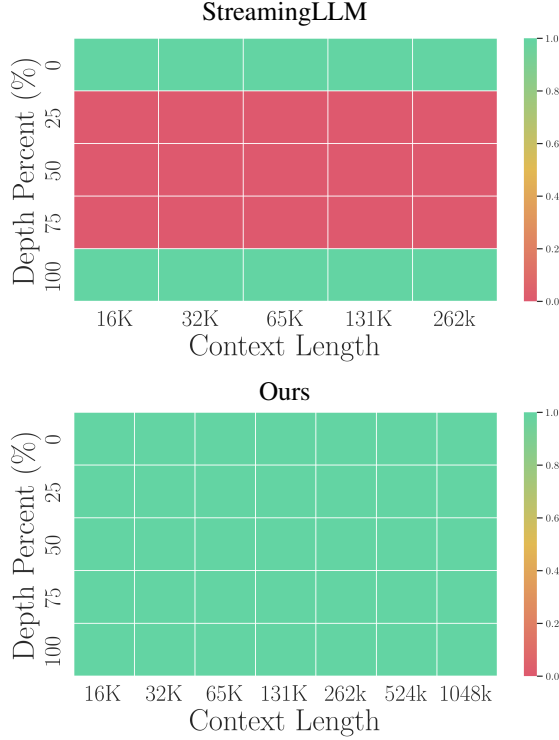 StreamingLLM
Depth Percent (%)
0
25
50
75
100
16K 32K 65K 131K 262k
Context Length
1.0
0.8
0.6
0.4
0.2
0.0
Ours
Depth Percent (%)
0
25
50
75
100
16K 32K 65K 131K 262k 524k 1048k
Context Length
1.0
0.8
0.6
0.4
0.2
0.0